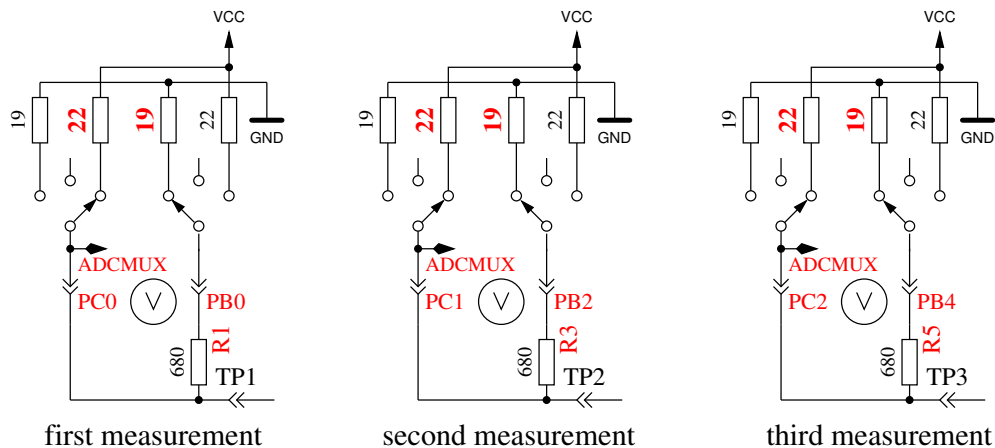 VCC
19
22
19
22
GND
ADCMUX
PC0
V
PB0
680
R1
TP1
first measurement
VCC
19
22
19
22
GND
ADCMUX
PC1
V
PB2
680
R3
TP2
second measurement
VCC
19
22
19
22
GND
ADCMUX
PC2
V
PB4
680
R5
TP3
third measurement